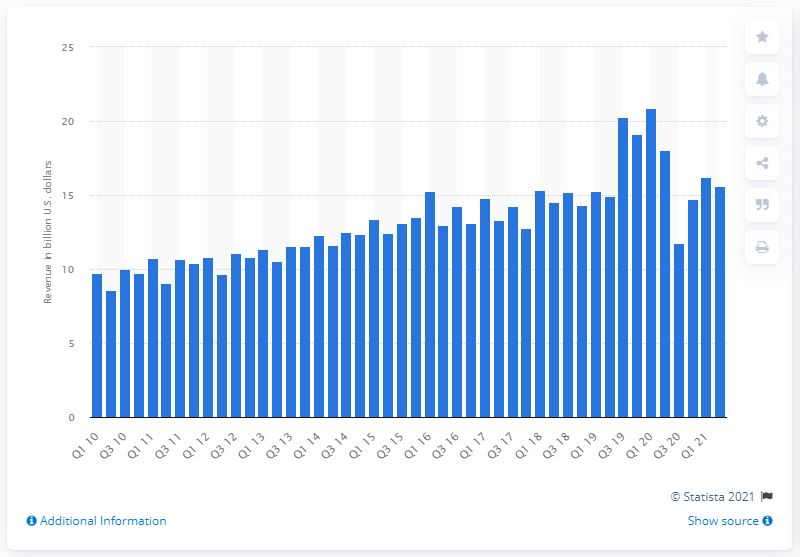 25
20
15
10
5
0
Revenue in billion U.S. dollars
Q1 10
Q3 10
Q1 11
Q3 11
Q1 12
Q3 12
Q1 13
Q3 13
Q1 14
Q3 14
Q1 15
Q3 15
Q1 16
Q3 16
Q1 17
Q3 17
Q1 18
Q3 18
Q1 19
Q3 19
Q1 20
Q3 20
Q1 21
© Statista 2021
Additional Information
Show source